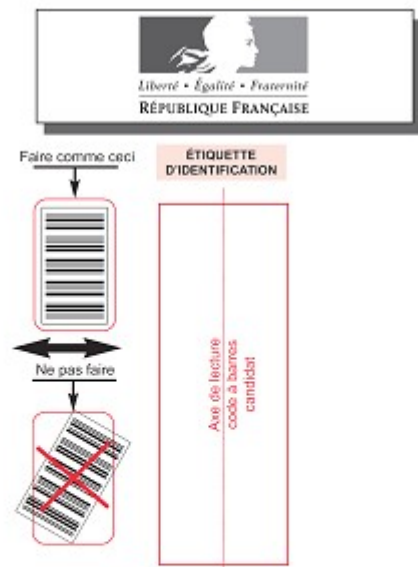 Liberté • Égalité • Fraternité
RÉPUBLIQUE FRANÇAISE
Faire comme ceci
ÉTIQUETTE
D'IDENTIFICATION
Ne pas faire
Axe de lecture
code à barres
candidat